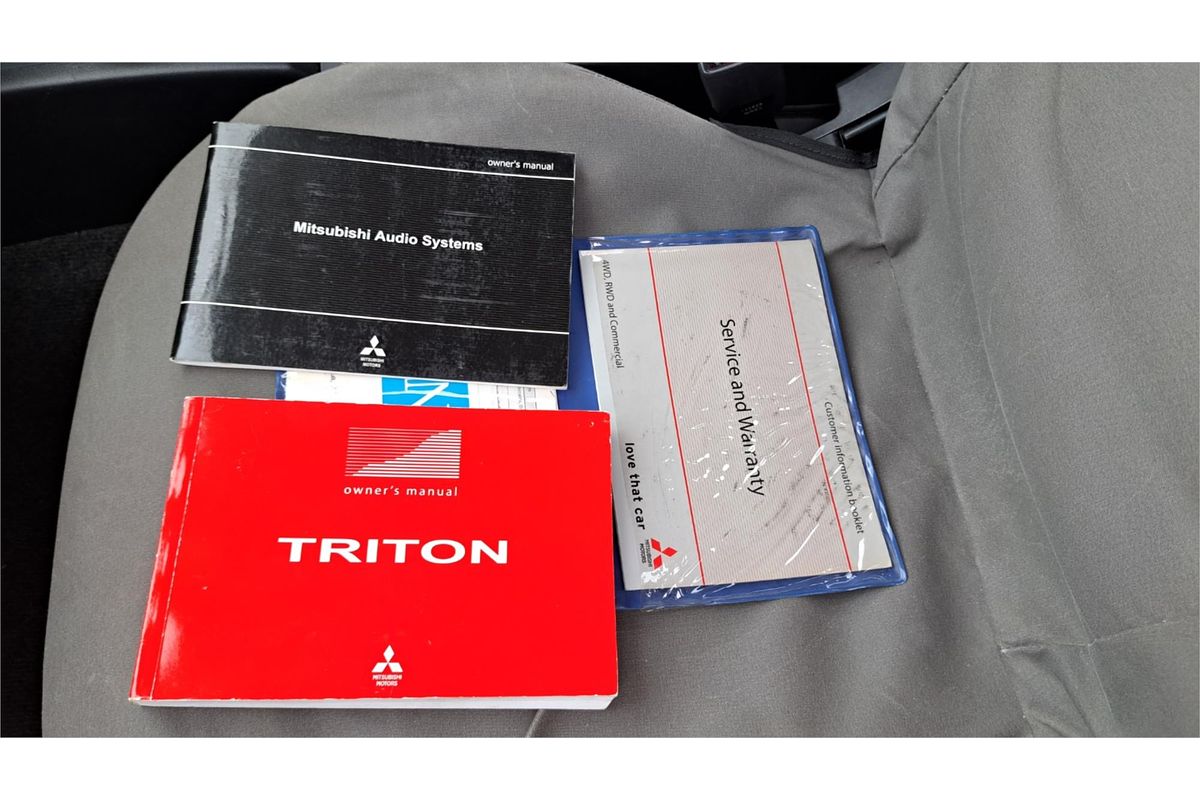 owner's manual
Mitsubishi Audio Systems
MITSUBISHI
MOTORS
4WD, RWD and Commercial
Service and Warranty
Customer information booklet
love that car
MITSUBISHI
MOTORS
owner's manual
TRITON
MITSUBISHI
MOTORS